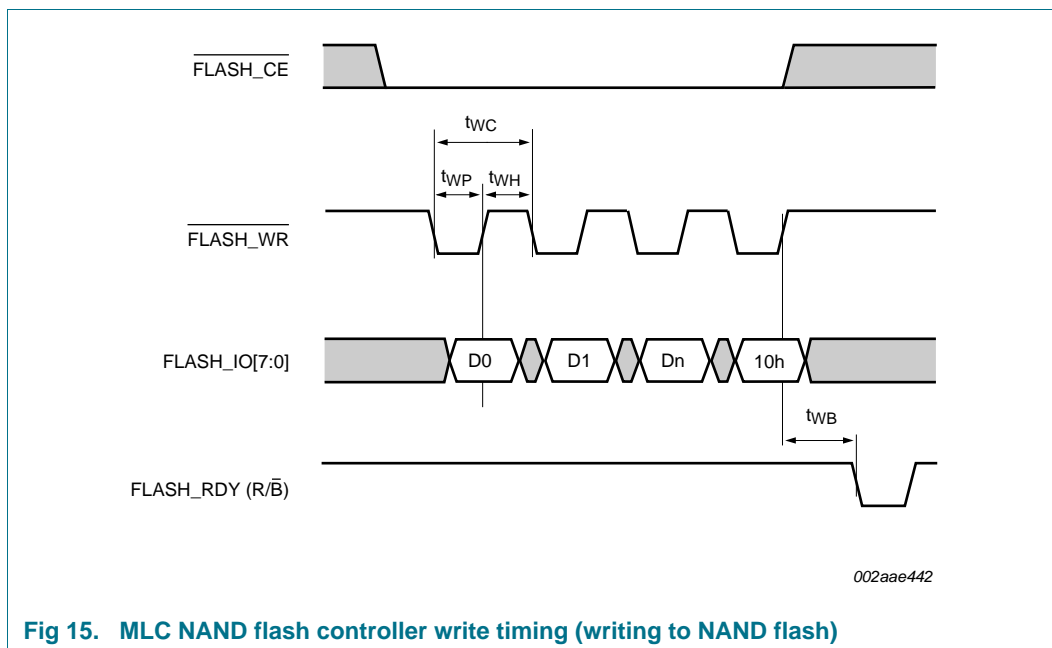 FLASH_CE
tWC
tWP
tWH
FLASH_WR
FLASH_IO[7:0]
D0
D1
Dn
10h
tWB
FLASH_RDY (R/B̅)
002aae442
Fig 15. MLC NAND flash controller write timing (writing to NAND flash)